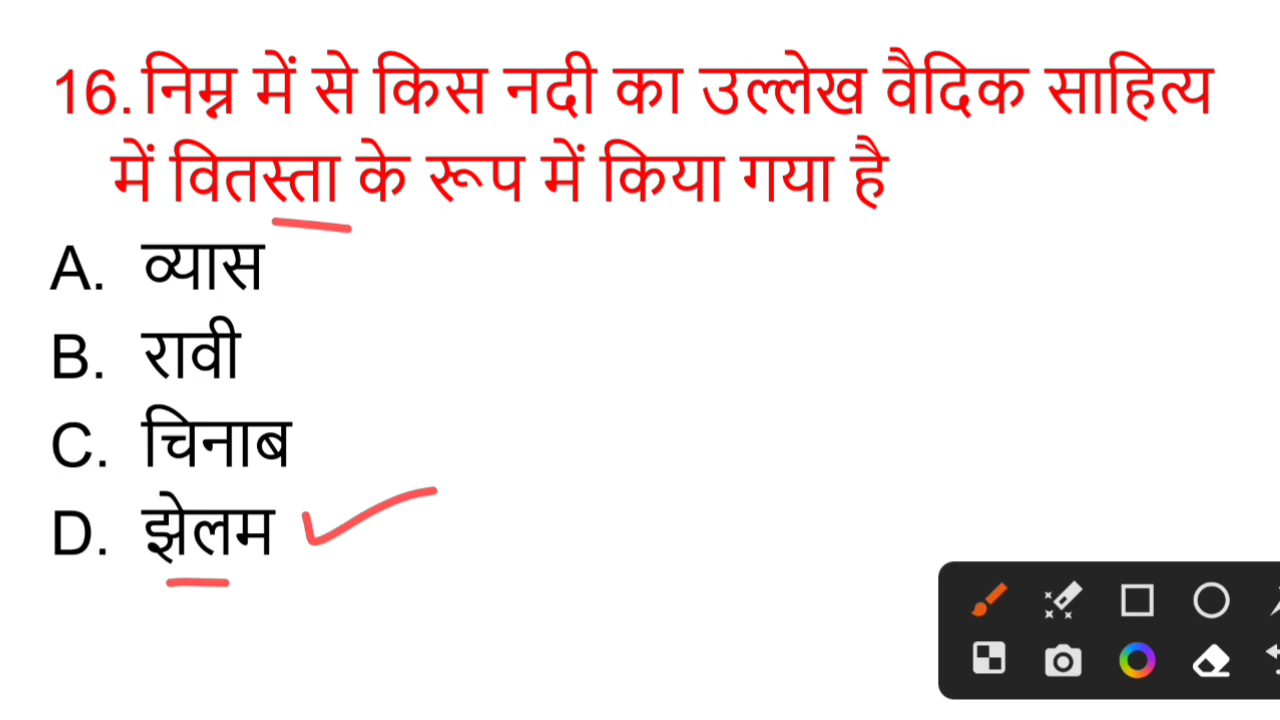 16. निम्न में से किस नदी का उल्लेख वैदिक साहित्य
में वितस्ता के रूप में किया गया है
A. व्यास
B. रावी
C. चिनाब
D. झेलम